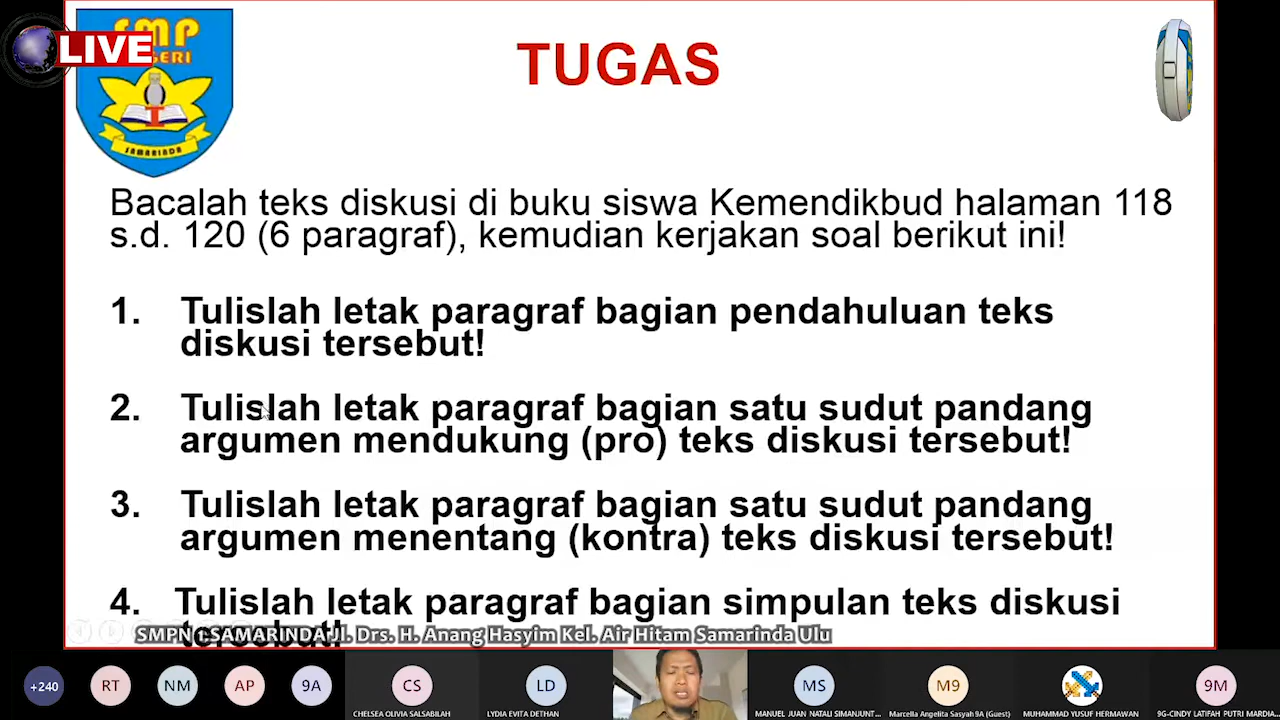 LIVE
SMP
NEGERI
SAMARINDA
TUGAS
Bacalah teks diskusi di buku siswa Kemendikbud halaman 118
s.d. 120 (6 paragraf), kemudian kerjakan soal berikut ini!
1. Tulislah letak paragraf bagian pendahuluan teks
diskusi tersebut!
2. Tulislah letak paragraf bagian satu sudut pandang
argumen mendukung (pro) teks diskusi tersebut!
3. Tulislah letak paragraf bagian satu sudut pandang
argumen menentang (kontra) teks diskusi tersebut!
4. Tulislah letak paragraf bagian simpulan teks diskusi
tersebut!
SMPN 1 SAMARINDA Jl. Drs. H. Anang Hasyim Kel. Air Hitam Samarinda Ulu
+240 RT NM AP 9A CS LD MS M9 9M
CHELSEA OLIVIA SALSABILAH LYDIA EVITA DETHAN MANUEL JUAN NATALI SIMANJUNT... Marcella Angelita Sasyah 9A (Guest) MUHAMMAD YUSUF HERMAWAN 9G-CINDY LATIFAH PUTRI MARDIA...